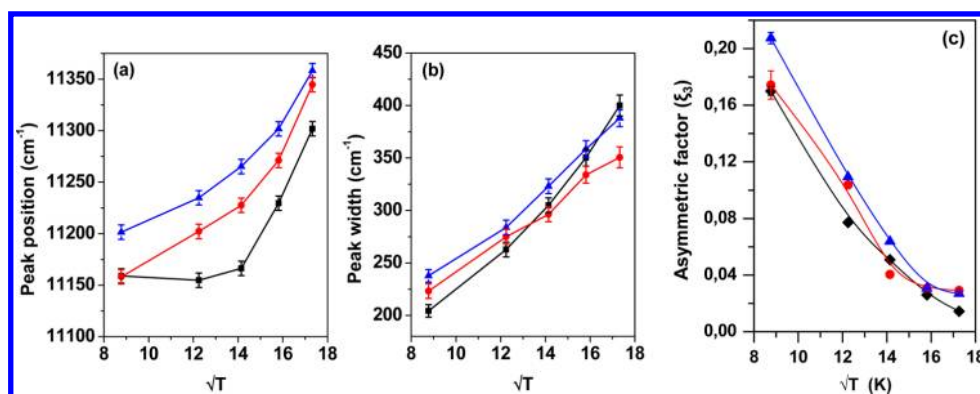 (a)
Peak position (cm⁻¹)
11350
11300
11250
11200
11150
11100
8 10 12 14 16 18
√T
(b)
Peak width (cm⁻¹)
450
400
350
300
250
200
8 10 12 14 16 18
√T
(c)
Asymmetric factor (ξ₃)
0,20
0,16
0,12
0,08
0,04
0,00
8 10 12 14 16 18
√T (K)